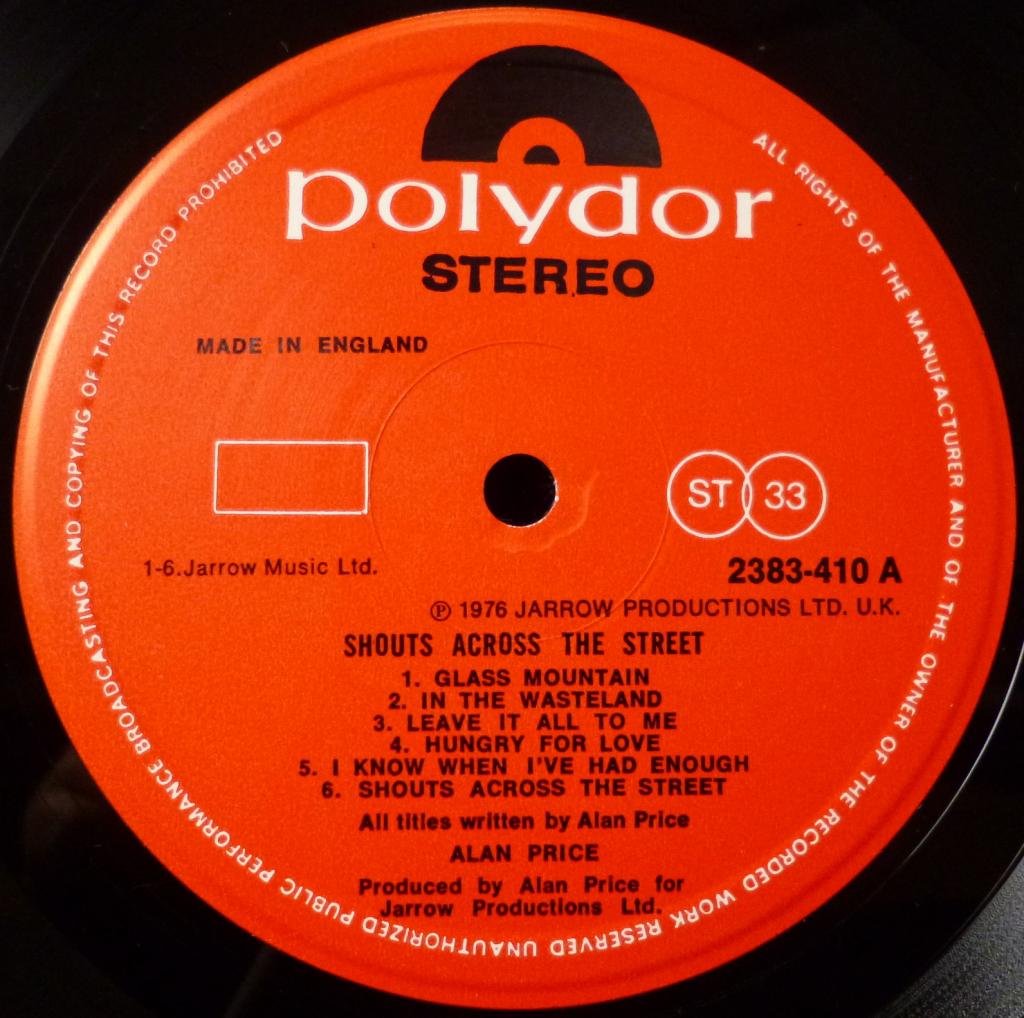 polydor
STEREO
MADE IN ENGLAND
ST 33
1-6.Jarrow Music Ltd.
2383-410 A
℗ 1976 JARROW PRODUCTIONS LTD. U.K.
SHOUTS ACROSS THE STREET
1. GLASS MOUNTAIN
2. IN THE WASTELAND
3. LEAVE IT ALL TO ME
4. HUNGRY FOR LOVE
5. I KNOW WHEN I'VE HAD ENOUGH
6. SHOUTS ACROSS THE STREET
All titles written by Alan Price
ALAN PRICE
Produced by Alan Price for
Jarrow Productions Ltd.
ALL RIGHTS OF THE MANUFACTURER AND OF THE OWNER OF THE RECORDED WORK RESERVED UNAUTHORIZED PUBLIC PERFORMANCE BROADCASTING AND COPYING OF THIS RECORD PROHIBITED